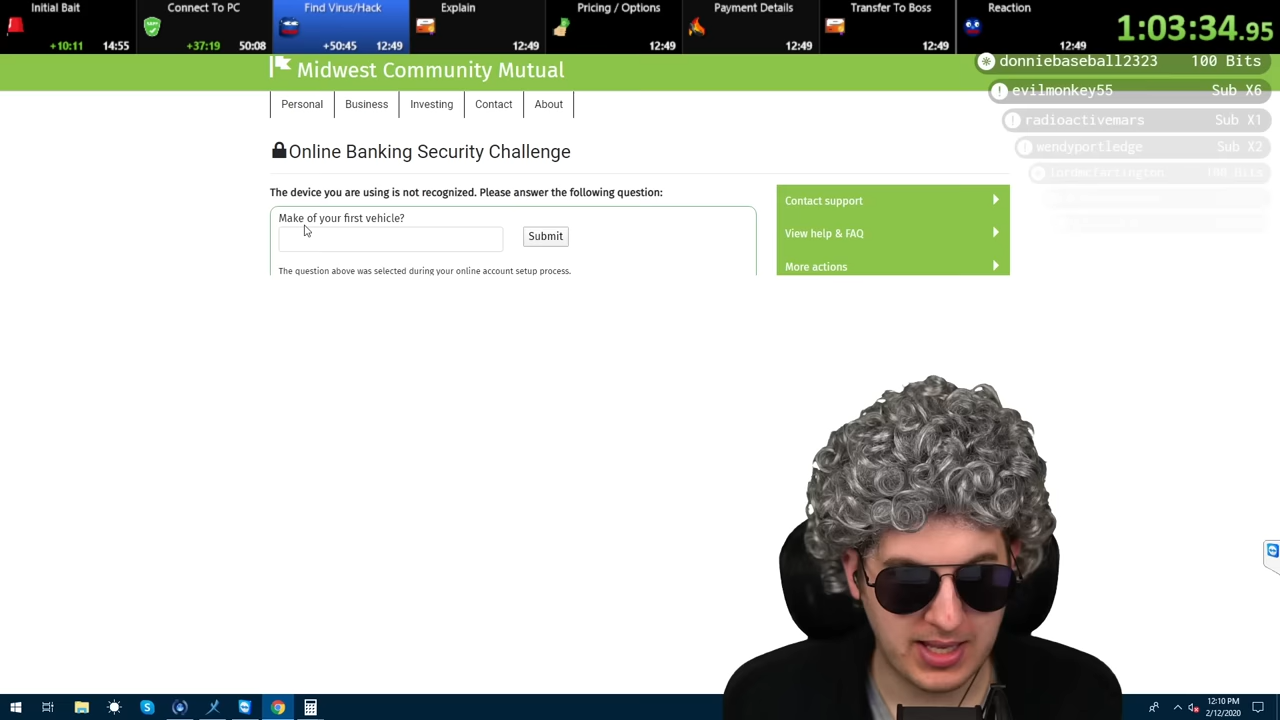 Initial Bait
+10:11 14:55
Connect To PC
+37:19 50:08
Find Virus/Hack
+50:45 12:49
Explain
12:49
Pricing / Options
12:49
Payment Details
12:49
Transfer To Boss
12:49
Reaction
12:49
1:03:34.95
donniebaseball2323 100 Bits
evilmonkey55 Sub X6
radioactivemars Sub X1
wendyportledge Sub X2
lordmcfartington 100 Bits
Midwest Community Mutual
Personal
Business
Investing
Contact
About
Online Banking Security Challenge
The device you are using is not recognized. Please answer the following question:
Make of your first vehicle?
Submit
The question above was selected during your online account setup process.
Contact support
View help & FAQ
More actions
12:10 PM
2/12/2020